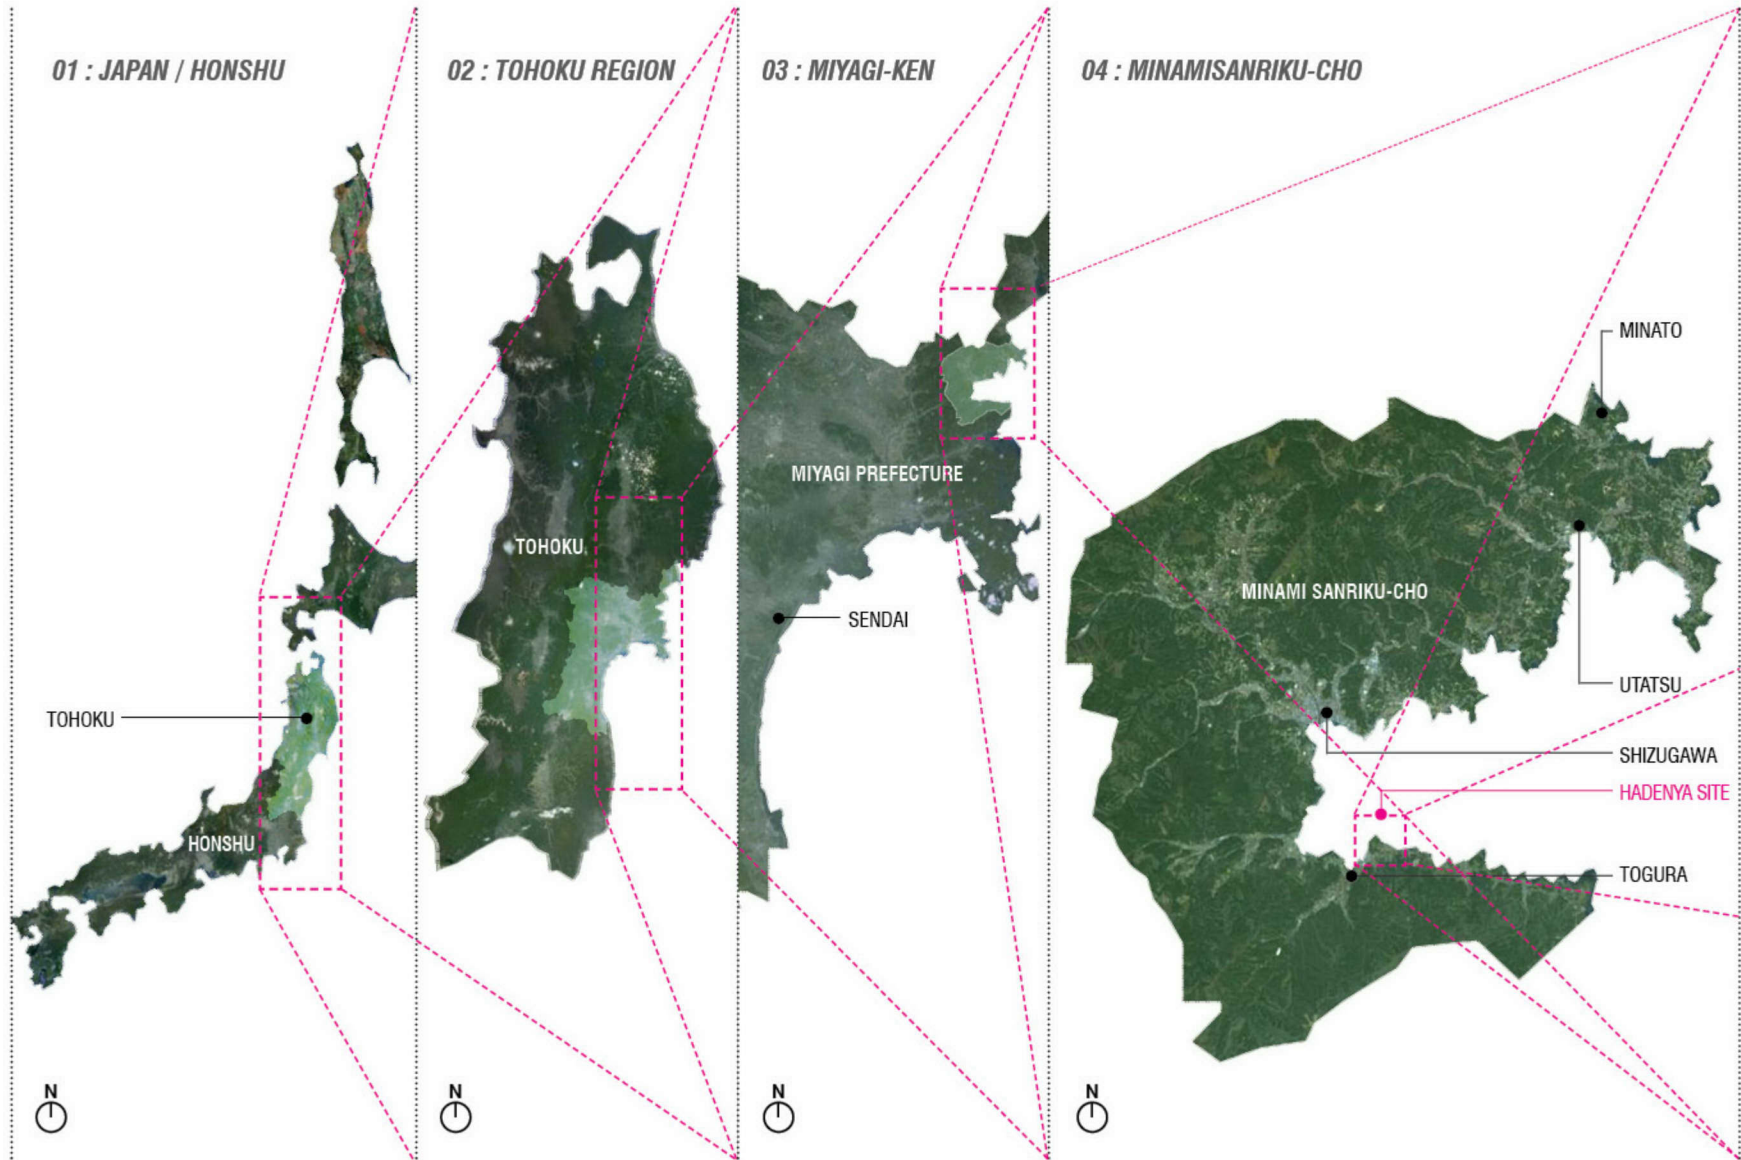 01 : JAPAN / HONSHU
TOHOKU
HONSHU
N
02 : TOHOKU REGION
TOHOKU
N
03 : MIYAGI-KEN
MIYAGI PREFECTURE
SENDAI
N
04 : MINAMISANRIKU-CHO
MINATO
MINAMI SANRIKU-CHO
UTATSU
SHIZUGAWA
HADENYA SITE
TOGURA
N